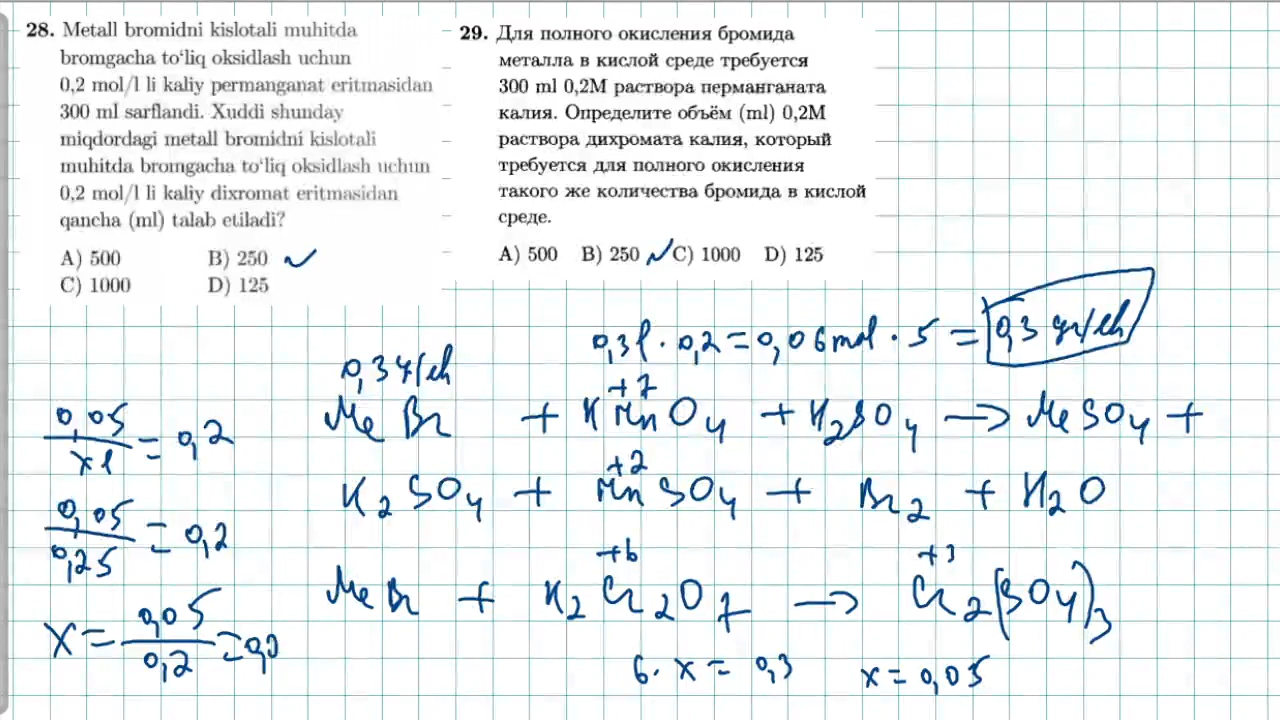 28. Metall bromidni kislotali muhitda
bromgacha to‘liq oksidlash uchun
0,2 mol/l li kaliy permanganat eritmasidan
300 ml sarflandi. Xuddi shunday
miqdordagi metall bromidni kislotali
muhitda bromgacha to‘liq oksidlash uchun
0,2 mol/l li kaliy dixromat eritmasidan
qancha (ml) talab etiladi?
A) 500 B) 250 ✓
C) 1000 D) 125
29. Для полного окисления бромида
металла в кислой среде требуется
300 ml 0,2M раствора перманганата
калия. Определите объём (ml) 0,2M
раствора дихромата калия, который
требуется для полного окисления
такого же количества бромида в кислой
среде.
A) 500 B) 250 ✓ C) 1000 D) 125
0,3l · 0,2 = 0,06 mol · 5 = 0,3
0,3
+7
MeBr + KMnO4 + H2SO4 → MeSO4 +
+2
K2SO4 + MnSO4 + Br2 + H2O
+6 +3
MeBr + K2Cr2O7 → Cr2(SO4)3
6 · x = 0,3 x = 0,05
0,05 / x l = 0,2
0,05 / 0,25 = 0,2
x = 0,05 / 0,2 =